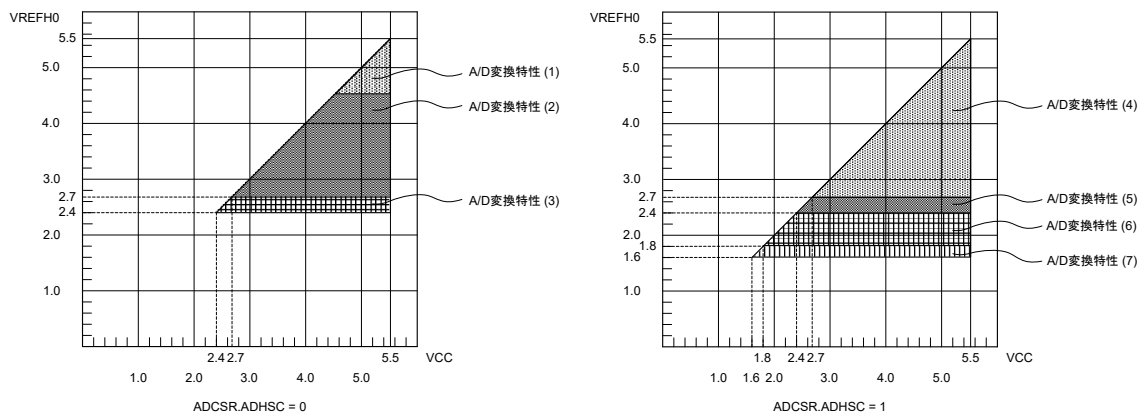 VREFH0
5.5
5.0
4.0
3.0
2.7
2.4
2.0
1.0
A/D変換特性 (1)
A/D変換特性 (2)
A/D変換特性 (3)
2.4 2.7 5.5 VCC
1.0 2.0 3.0 4.0 5.0
ADCSR.ADHSC = 0
VREFH0
5.5
5.0
4.0
3.0
2.7
2.4
2.0
1.8
1.6
1.0
A/D変換特性 (4)
A/D変換特性 (5)
A/D変換特性 (6)
A/D変換特性 (7)
1.8 2.4 2.7 5.5 VCC
1.0 1.6 2.0 3.0 4.0 5.0
ADCSR.ADHSC = 1